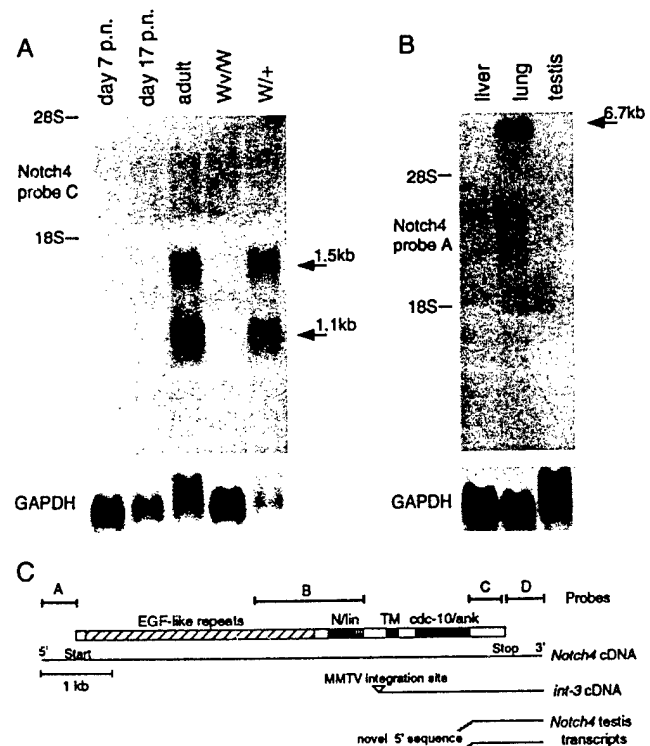 A
day 7 p.n.
day 17 p.n.
adult
Wv/W
W/+
28S
Notch4
probe C
18S
1.5kb
1.1kb
GAPDH
B
liver
lung
testis
6.7kb
28S
Notch4
probe A
18S
GAPDH
C
A B C D Probes
EGF-like repeats N/lin TM cdc-10/ank
5' Start Stop 3' Notch4 cDNA
1 kb
MMTV integration site
int-3 cDNA
Notch4 testis
novel 5' sequence transcripts